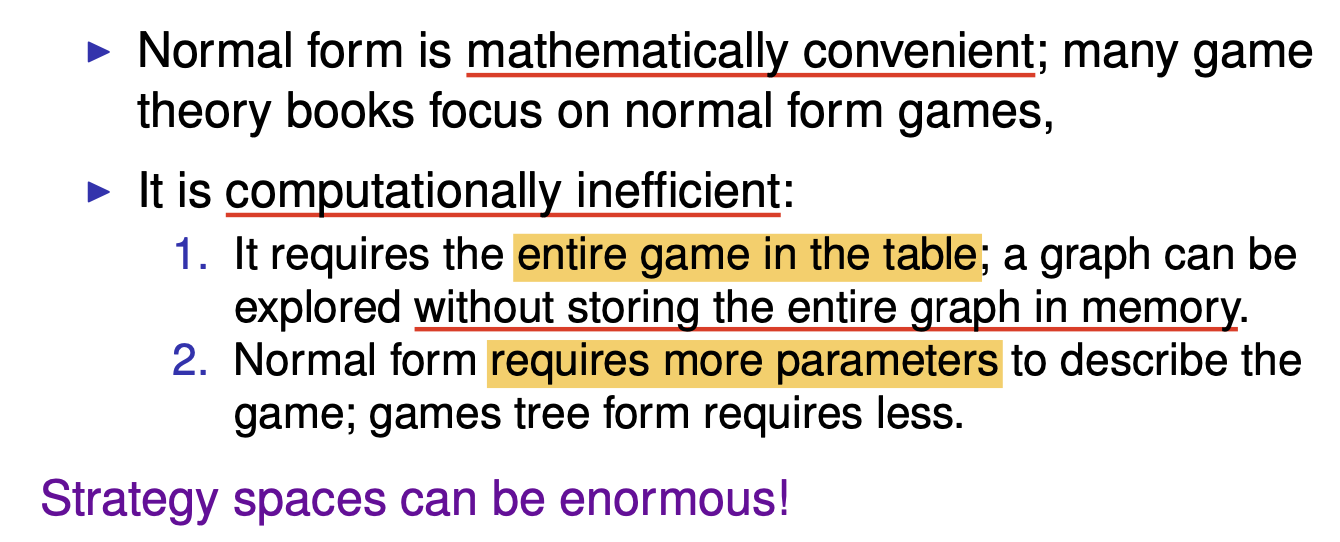 ► Normal form is mathematically convenient; many game
theory books focus on normal form games,
► It is computationally inefficient:
1. It requires the entire game in the table; a graph can be
explored without storing the entire graph in memory.
2. Normal form requires more parameters to describe the
game; games tree form requires less.
Strategy spaces can be enormous!